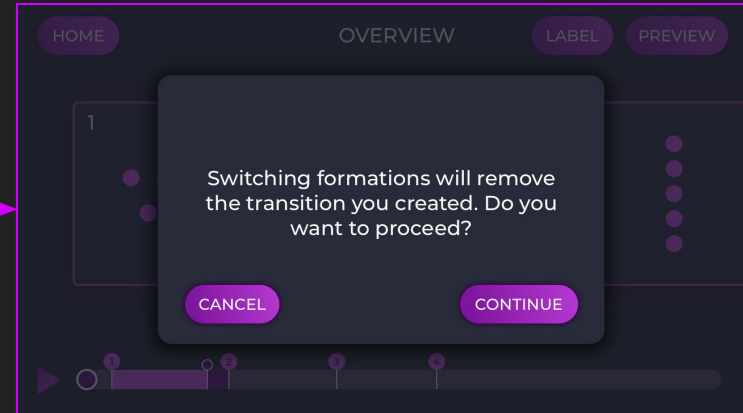 HOME
OVERVIEW
LABEL
PREVIEW
1
Switching formations will remove
the transition you created. Do you
want to proceed?
CANCEL
CONTINUE
1
2
3
4